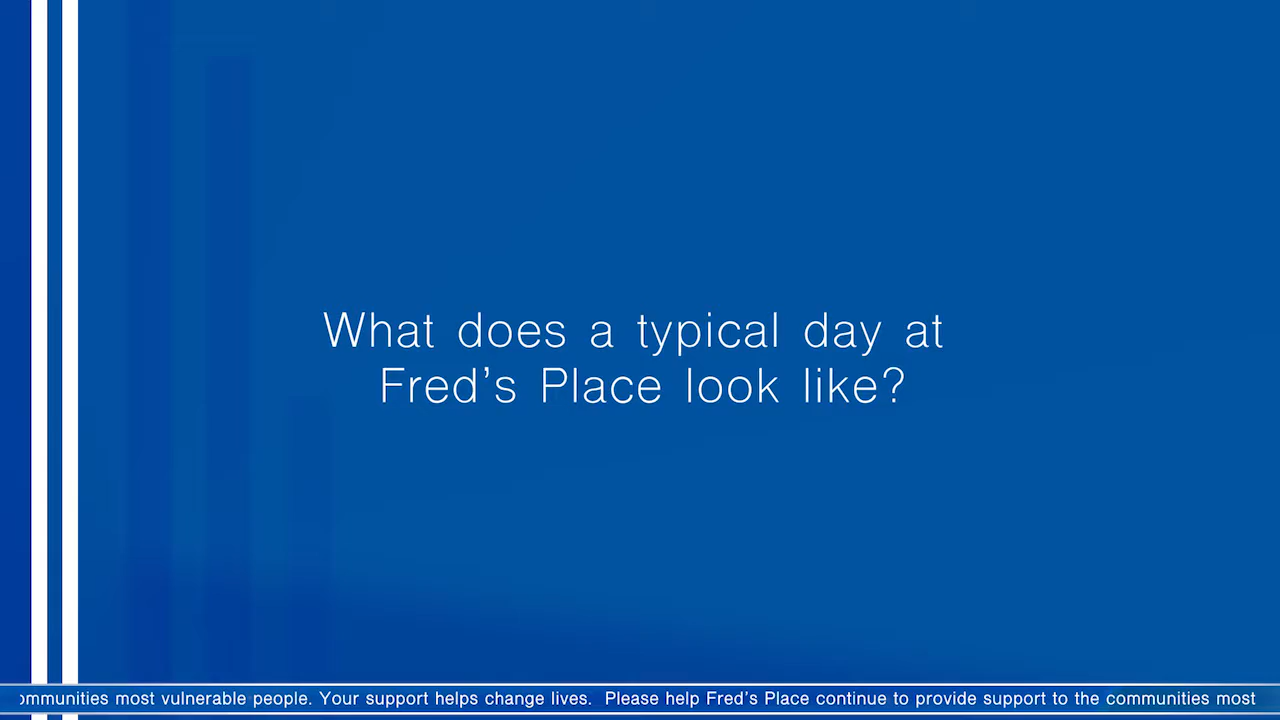 What does a typical day at
Fred's Place look like?
most vulnerable people. Your support helps change lives. Please help Fred's Place continue to provide support to the communities most